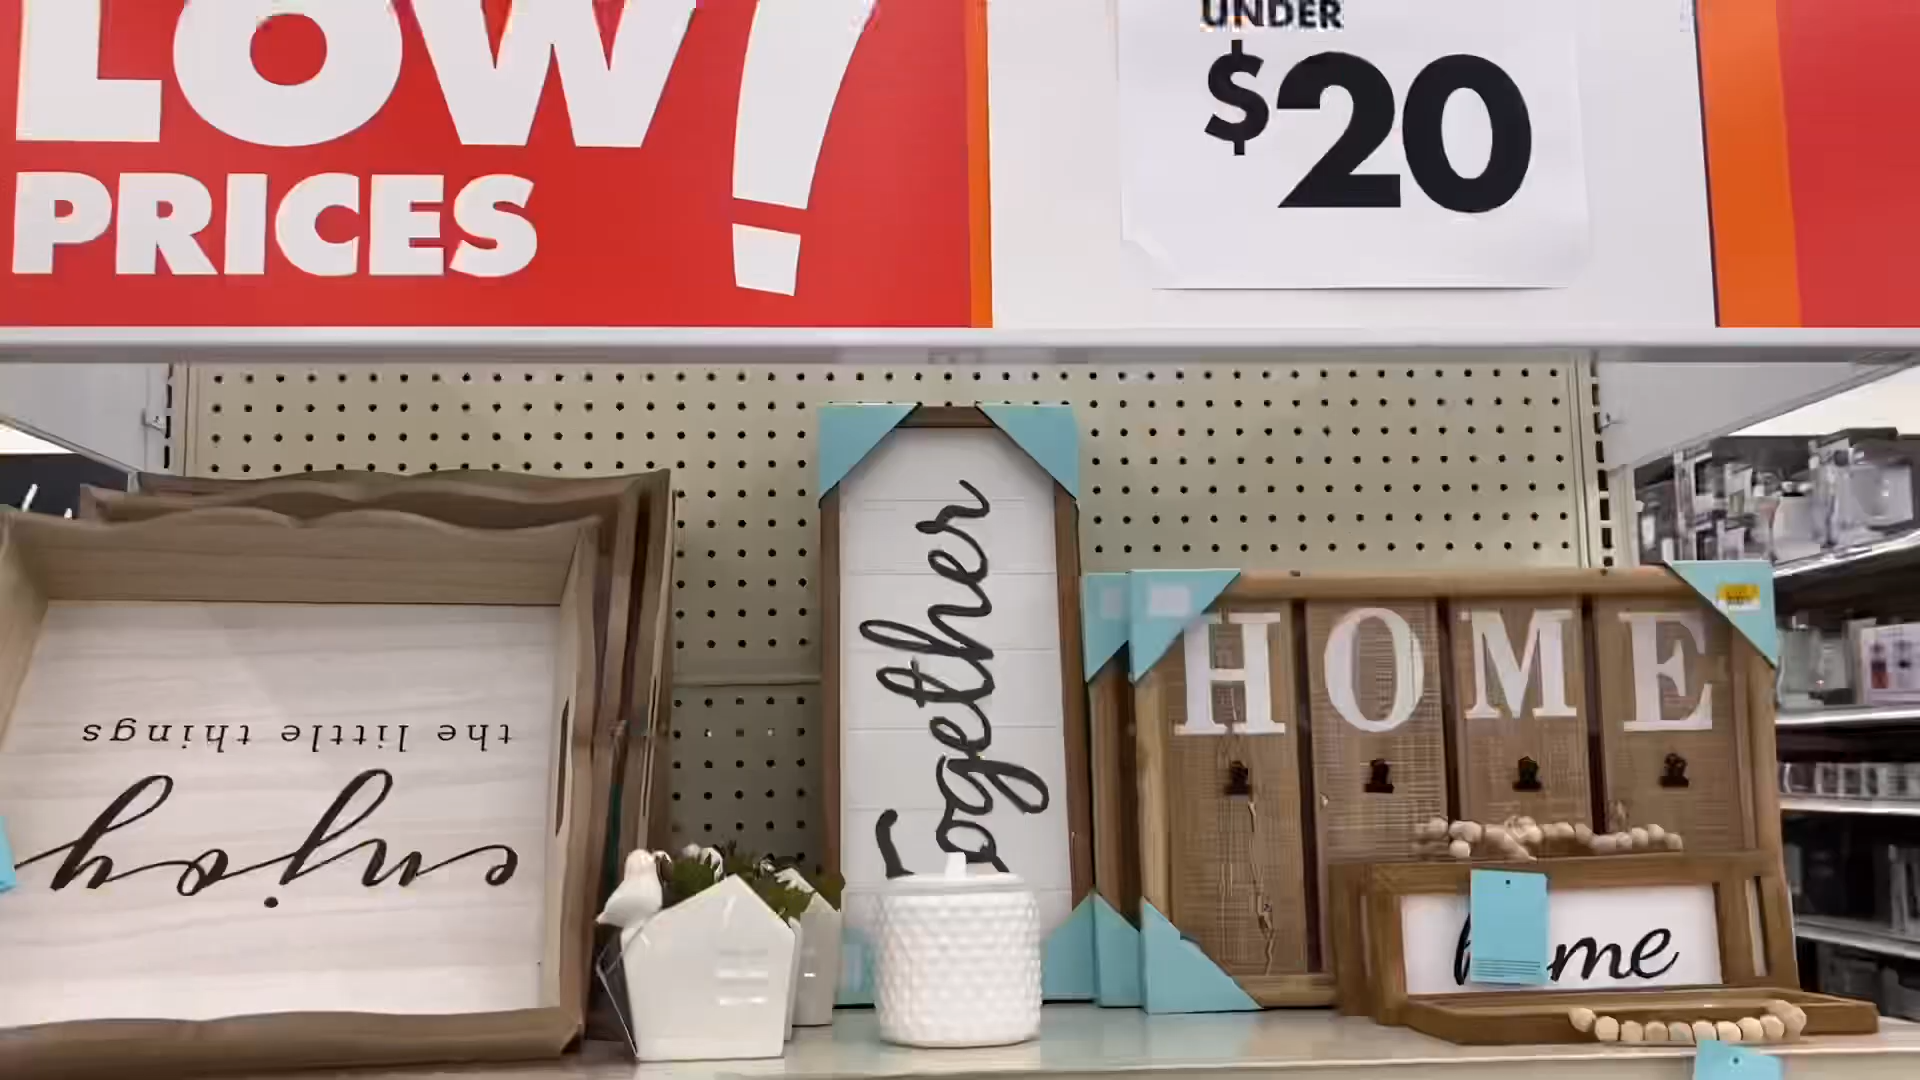 LOW!
PRICES
UNDER
$20
enjoy
the little things
Together
HOME
me